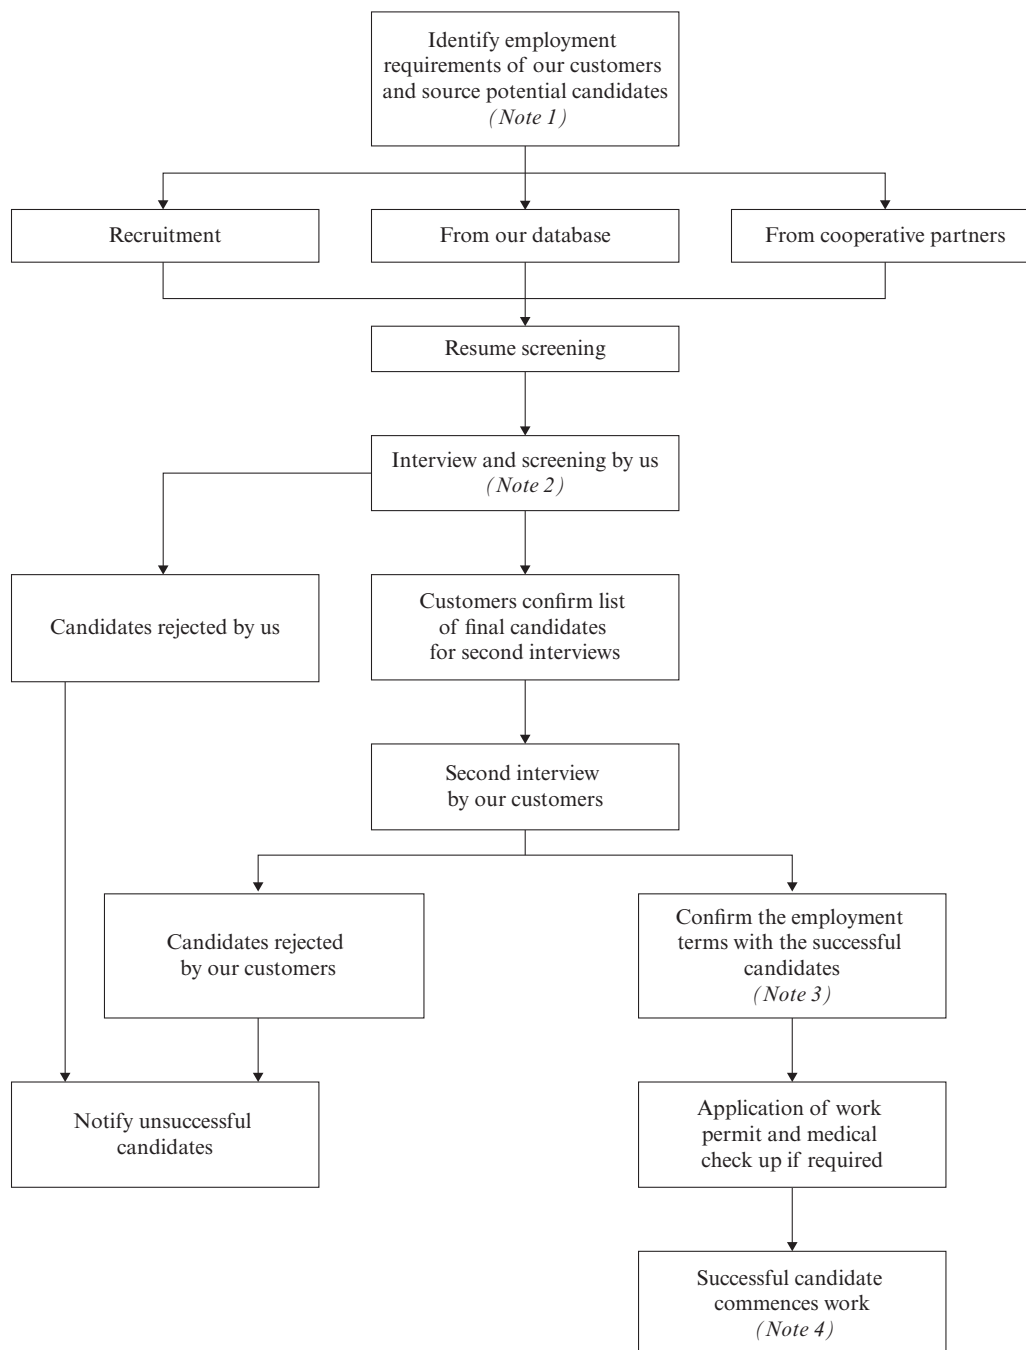 Identify employment
requirements of our customers
and source potential candidates
(Note 1)
Recruitment
From our database
From cooperative partners
Resume screening
Interview and screening by us
(Note 2)
Candidates rejected by us
Customers confirm list
of final candidates
for second interviews
Second interview
by our customers
Candidates rejected
by our customers
Confirm the employment
terms with the successful
candidates
(Note 3)
Notify unsuccessful
candidates
Application of work
permit and medical
check up if required
Successful candidate
commences work
(Note 4)